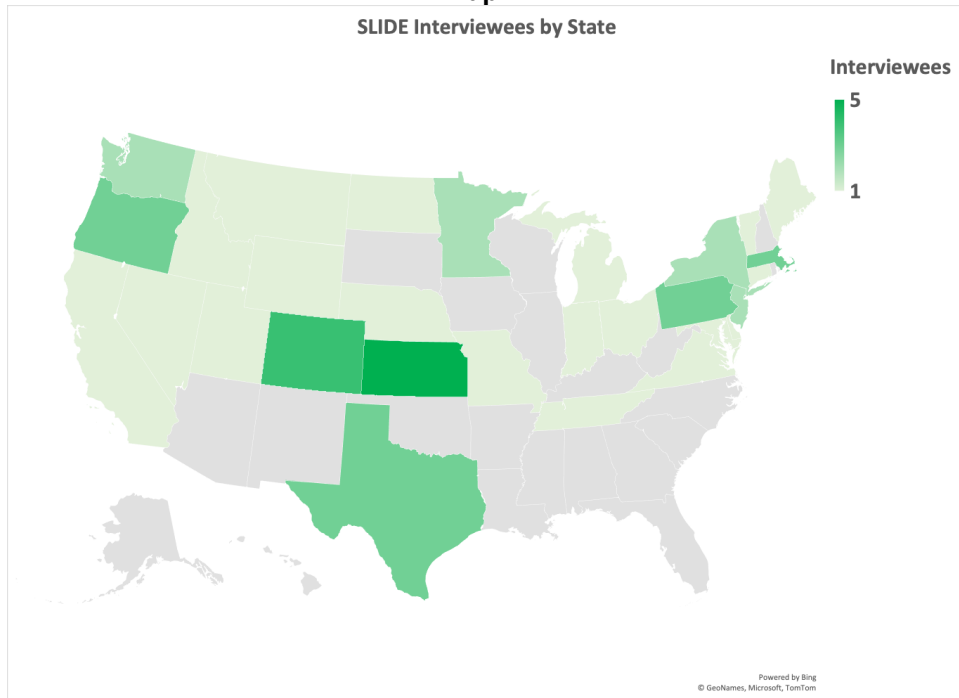 SLIDE Interviewees by State
Interviewees
5
1
Powered by Bing
© GeoNames, Microsoft, TomTom